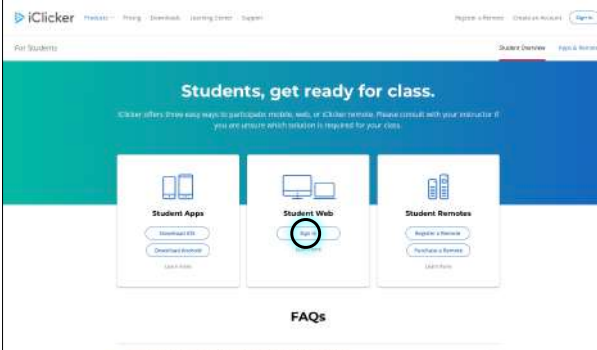 iClicker Products Pricing Downloads Learning Center Support Register a Remote Create an Account Sign In
For Students Student Overview Apps & Remotes
Students, get ready for class.
iClicker offers three easy ways to participate: mobile, web, or iClicker remote. Please consult with your instructor if
you are unsure which solution is required for your class.
Student Apps Student Web Student Remotes
Download iOS Sign In Register a Remote
Download Android Purchase a Remote
Learn more Learn more
FAQs